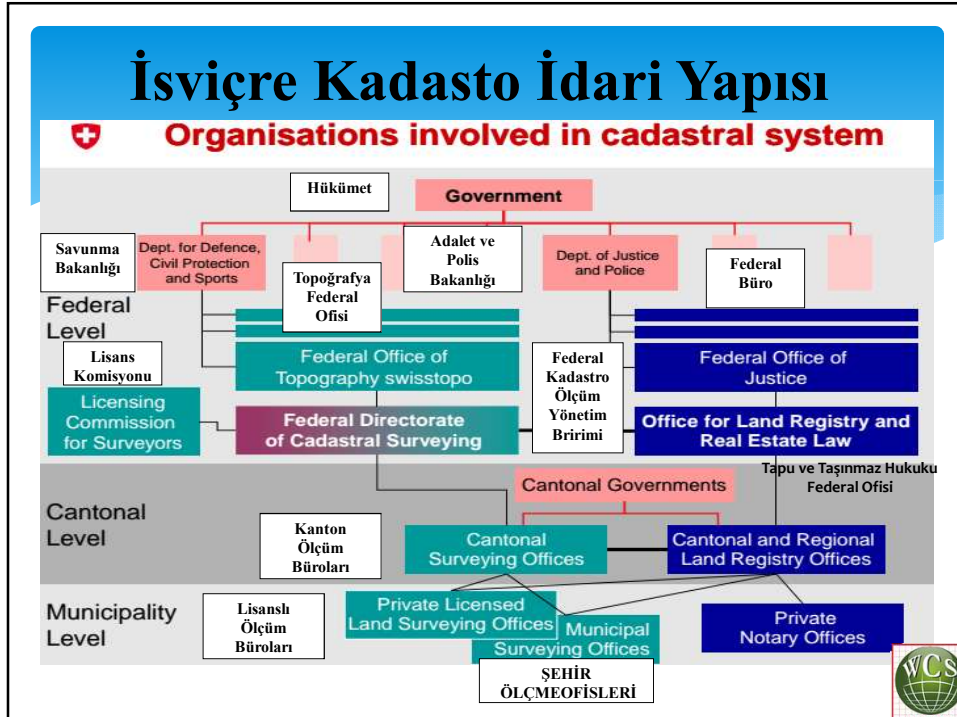 İsviçre Kadasto İdari Yapısı
Organisations involved in cadastral system
Hükümet
Government
Savunma
Bakanlığı
Dept. for Defence,
Civil Protection
and Sports
Topoğrafya
Federal
Ofisi
Adalet ve
Polis
Bakanlığı
Dept. of Justice
and Police
Federal
Büro
Federal
Level
Lisans
Komisyonu
Federal Office of
Topography swisstopo
Federal
Kadastro
Ölçüm
Yönetim
Bririmi
Federal Office of
Justice
Licensing
Commission
for Surveyors
Federal Directorate
of Cadastral Surveying
Office for Land Registry and
Real Estate Law
Tapu ve Taşınmaz Hukuku
Federal Ofisi
Cantonal Governments
Cantonal
Level
Kanton
Ölçüm
Büroları
Cantonal
Surveying Offices
Cantonal and Regional
Land Registry Offices
Municipality
Level
Lisanslı
Ölçüm
Büroları
Private Licensed
Land Surveying Offices
Municipal
Surveying Offices
Private
Notary Offices
ŞEHİR
ÖLÇMEOFİSLERİ
WCS